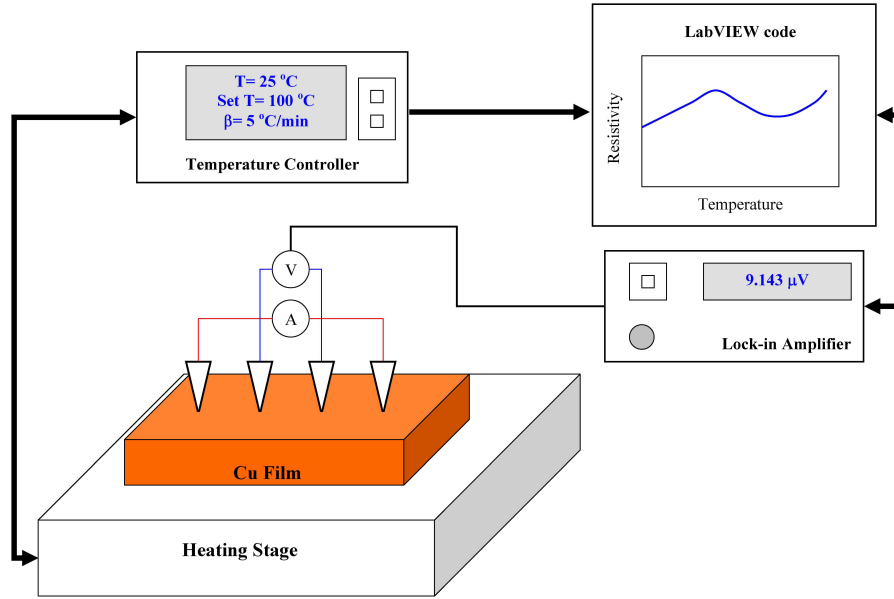 T= 25 °C
Set T= 100 °C
β= 5 °C/min
Temperature Controller
LabVIEW code
Resistivity
Temperature
V
A
9.143 µV
Lock-in Amplifier
Cu Film
Heating Stage